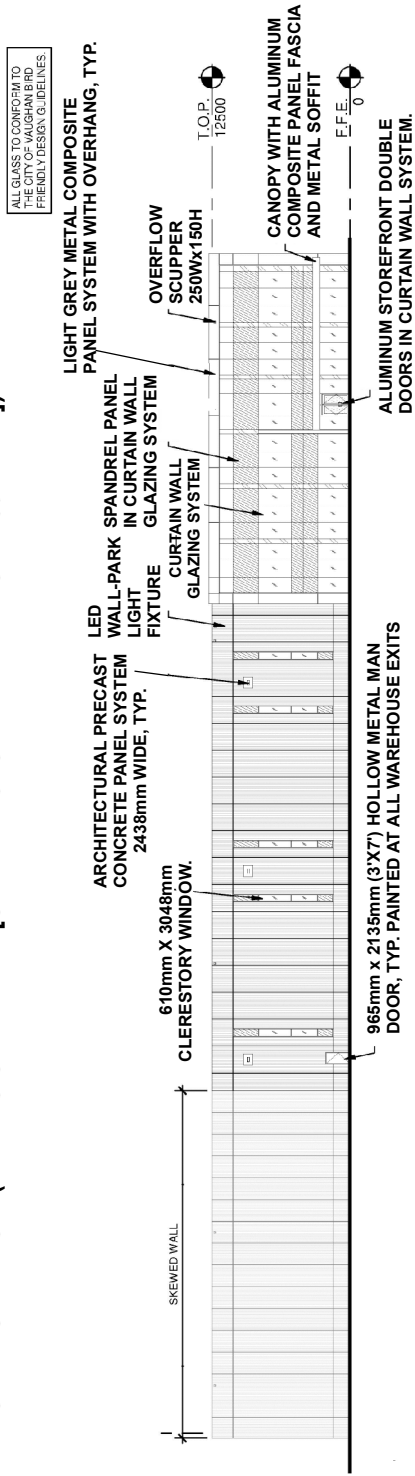 ALL GLASS TO CONFORM TO
THE CITY OF VAUGHAN BIRD
FRIENDLY DESIGN GUIDELINES.
LIGHT GREY METAL COMPOSITE
PANEL SYSTEM WITH OVERHANG, TYP.
T.O.P.
12500
OVERFLOW
SCUPPER
250Wx150H
CANOPY WITH ALUMINUM
COMPOSITE PANEL FASCIA
AND METAL SOFFIT
F.F.E.
0
SPANDREL PANEL
IN CURTAIN WALL
GLAZING SYSTEM
CURTAIN WALL
GLAZING SYSTEM
LED
WALL-PARK
LIGHT
FIXTURE
ARCHITECTURAL PRECAST
CONCRETE PANEL SYSTEM
2438mm WIDE, TYP.
610mm X 3048mm
CLERESTORY WINDOW.
SKEWED WALL
965mm x 2135mm (3'X7') HOLLOW METAL MAN
DOOR, TYP. PAINTED AT ALL WAREHOUSE EXITS
ALUMINUM STOREFRONT DOUBLE
DOORS IN CURTAIN WALL SYSTEM.